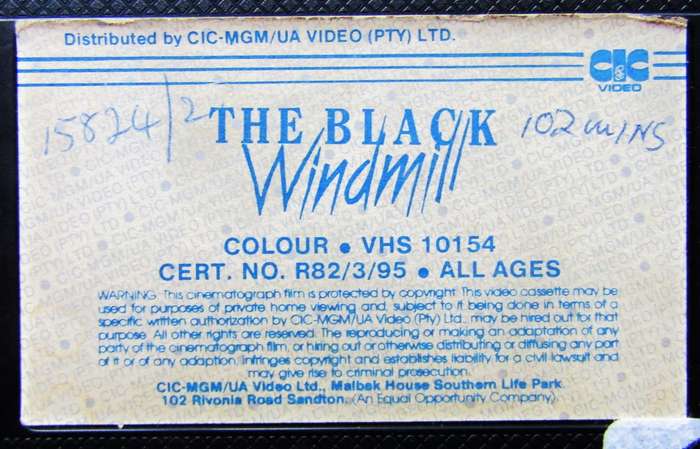 Distributed by CIC-MGM/UA VIDEO (PTY) LTD.
CIC
VIDEO
15824/2
THE BLACK
102 MINS
Windmill
COLOUR • VHS 10154
CERT. NO. R82/3/95 • ALL AGES
WARNING: This cinematograph film is protected by copyright. This video cassette may be
used for purposes of private home viewing and, subject to it being done in terms of a
specific written authorization by CIC-MGM/UA Video (Pty) Ltd., may be hired out for that
purpose. All other rights are reserved. The reproducing or making an adaptation of any
party of the cinematograph film, or hiring out or otherwise distributing or diffusing any part
of it or of any adaption, infringes copyright and establishes liability for a civil lawsuit and
may give rise to criminal prosecution.
CIC-MGM/UA Video Ltd., Malbak House Southern Life Park.
102 Rivonia Road Sandton. (An Equal Opportunity Company).